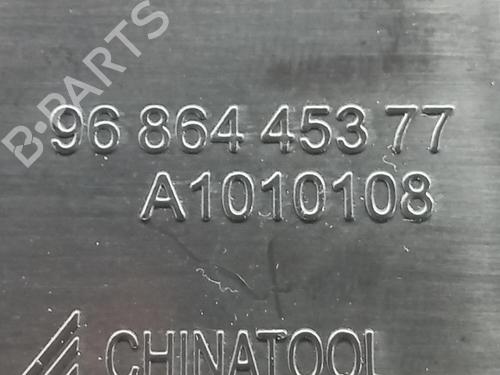 B-PARTS
96 864 453 77
A1010108
CHINATOOL